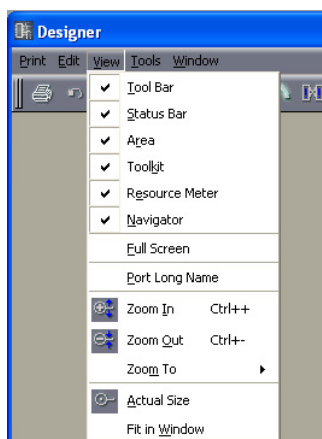 Designer
Print Edit View Tools Window
Tool Bar
Status Bar
Area
Toolkit
Resource Meter
Navigator
Full Screen
Port Long Name
Zoom In Ctrl++
Zoom Out Ctrl+-
Zoom To
Actual Size
Fit in Window